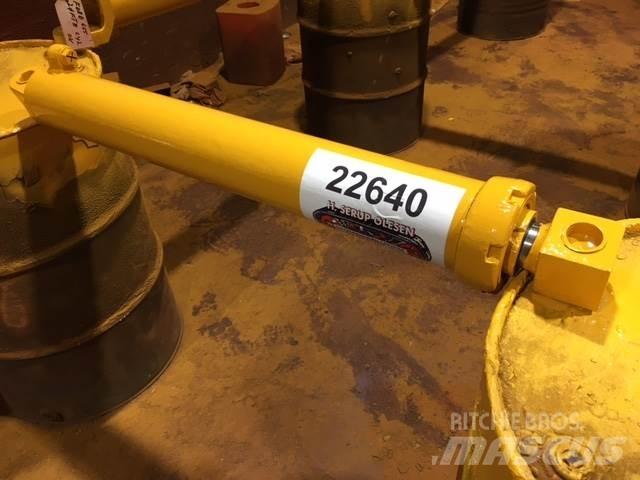 22640
H. SERUP OLESEN
RITCHIE BROS.
MASCUS